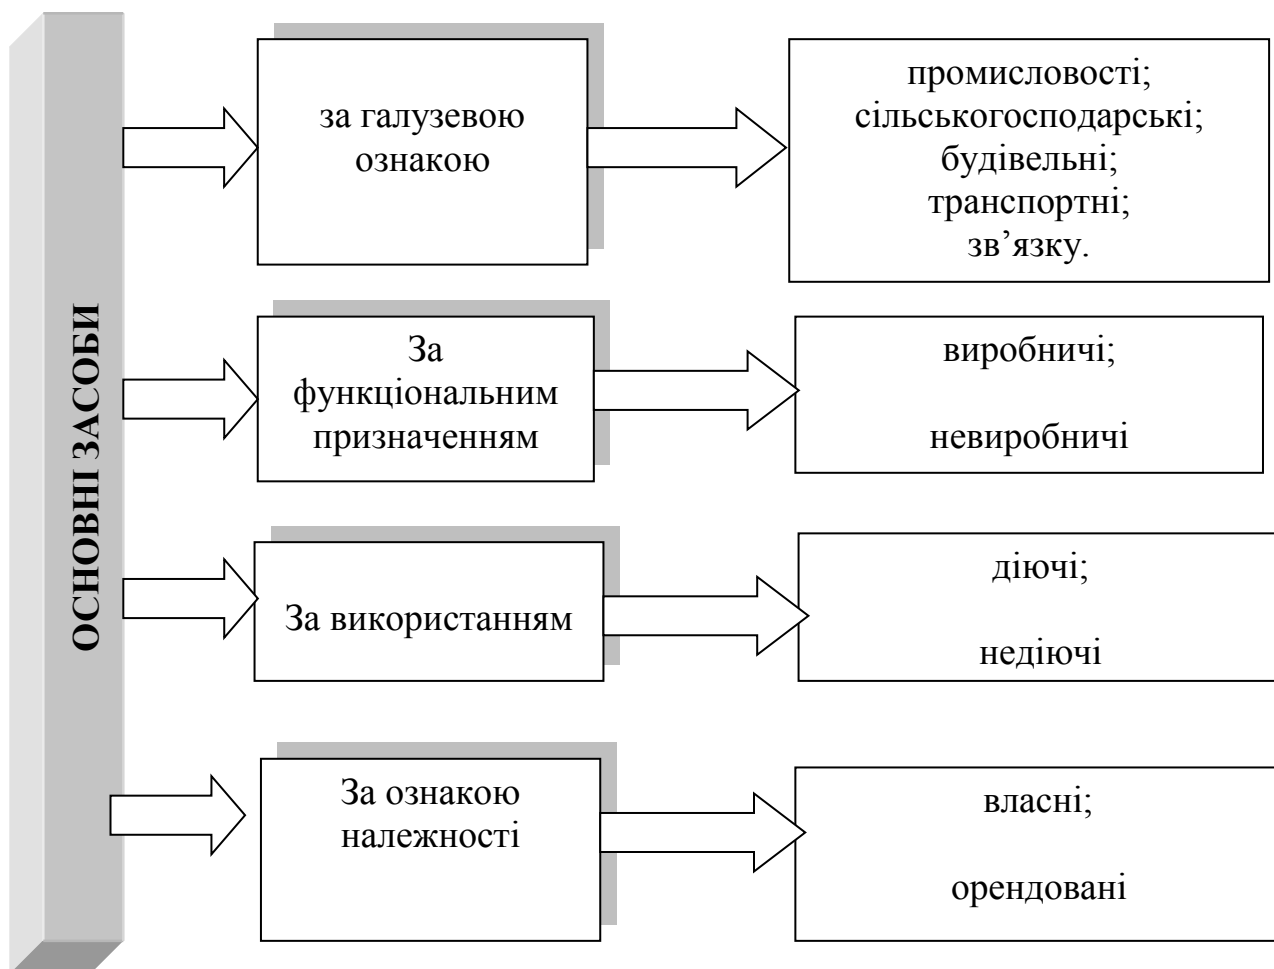 ОСНОВНІ ЗАСОБИ
за галузевою
ознакою
промисловості;
сільськогосподарські;
будівельні;
транспортні;
зв’язку.
За
функціональним
призначенням
виробничі;
невиробничі
За використанням
діючі;
недіючі
За ознакою
належності
власні;
орендовані